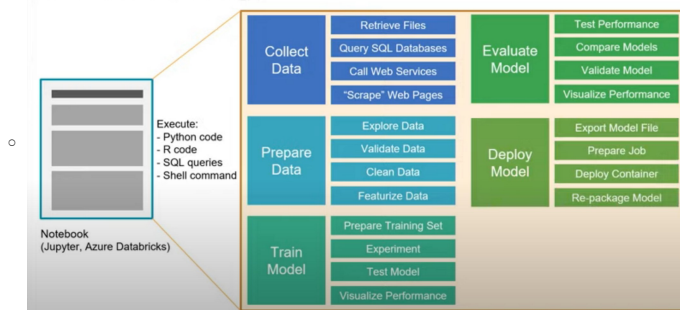 Execute:
- Python code
- R code
- SQL queries
- Shell command
Notebook
(Jupyter, Azure Databricks)
Collect
Data
Retrieve Files
Query SQL Databases
Call Web Services
"Scrape" Web Pages
Prepare
Data
Explore Data
Validate Data
Clean Data
Featurize Data
Train
Model
Prepare Training Set
Experiment
Test Model
Visualize Performance
Evaluate
Model
Test Performance
Compare Models
Validate Model
Visualize Performance
Deploy
Model
Export Model File
Prepare Job
Deploy Container
Re-package Model